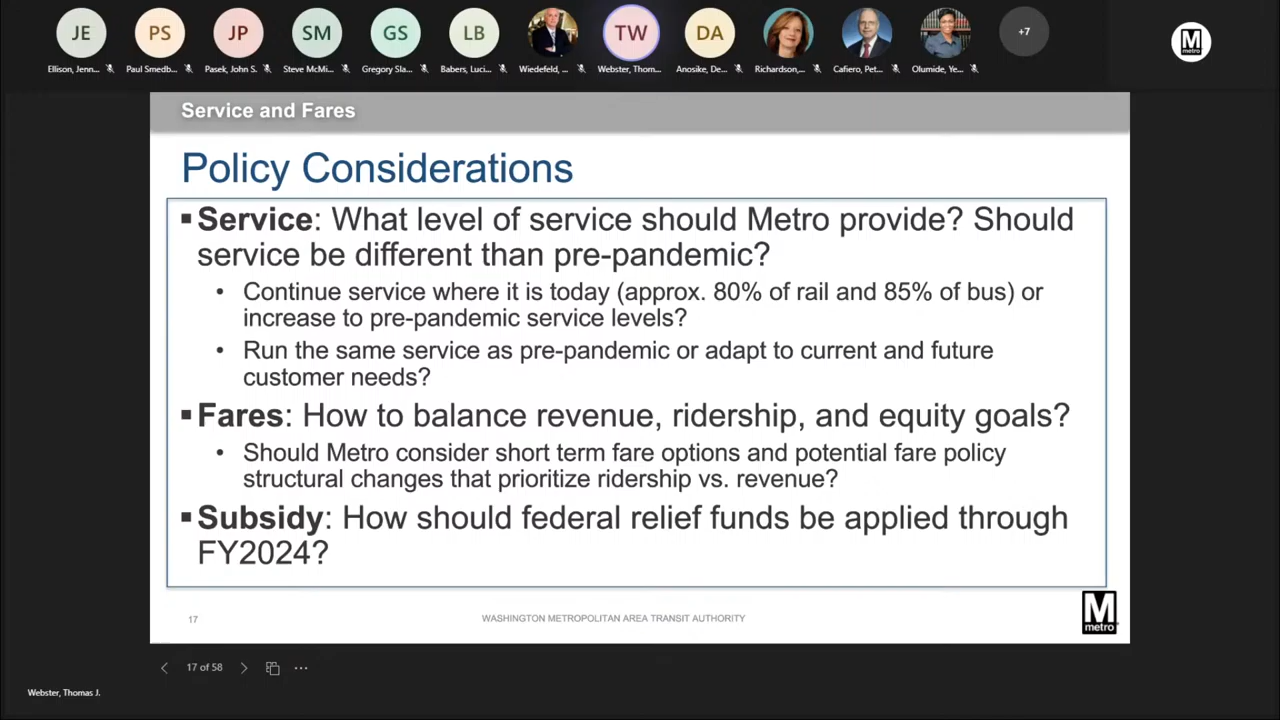 JE
PS
JP
SM
GS
LB
TW
DA
+7
M
metro
Ellison, Jenn...
Paul Smedb...
Pasek, John S.
Steve McMi...
Gregory Sla...
Babers, Luci...
Wiedefeld, ...
Webster, Thom...
Anosike, De...
Richardson,...
Cafiero, Pet...
Olumide, Ye...
Service and Fares
Policy Considerations
▪ Service: What level of service should Metro provide? Should
service be different than pre-pandemic?
• Continue service where it is today (approx. 80% of rail and 85% of bus) or
increase to pre-pandemic service levels?
• Run the same service as pre-pandemic or adapt to current and future
customer needs?
▪ Fares: How to balance revenue, ridership, and equity goals?
• Should Metro consider short term fare options and potential fare policy
structural changes that prioritize ridership vs. revenue?
▪ Subsidy: How should federal relief funds be applied through
FY2024?
17
WASHINGTON METROPOLITAN AREA TRANSIT AUTHORITY
M
metro
17 of 58
Webster, Thomas J.